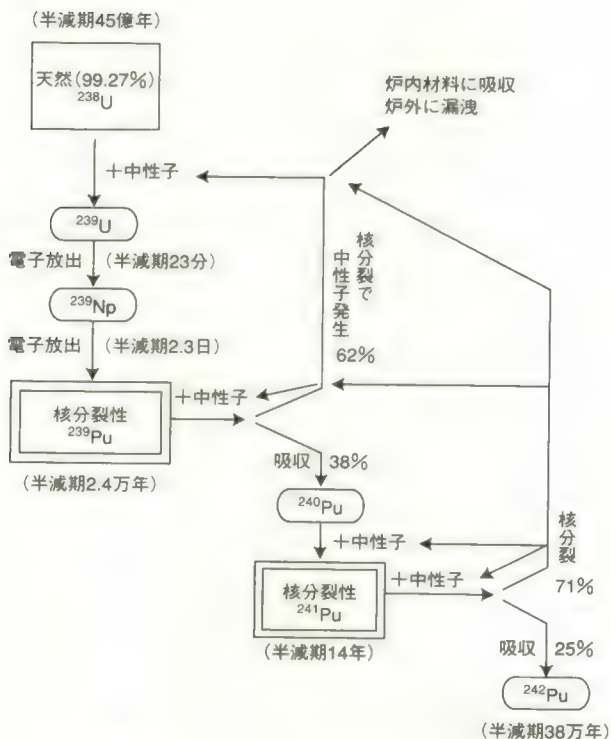 (半減期45億年)
天然(99.27%)
²³⁸U
炉内材料に吸収
炉外に漏洩
+中性子
²³⁹U
電子放出 (半減期23分)
²³⁹Np
電子放出 (半減期2.3日)
核分裂で
中性子発生
62%
核分裂性
²³⁹Pu
+中性子
(半減期2.4万年)
吸収 38%
²⁴⁰Pu
+中性子
核分裂
71%
核分裂性
²⁴¹Pu
+中性子
(半減期14年)
吸収 25%
²⁴²Pu
(半減期38万年)